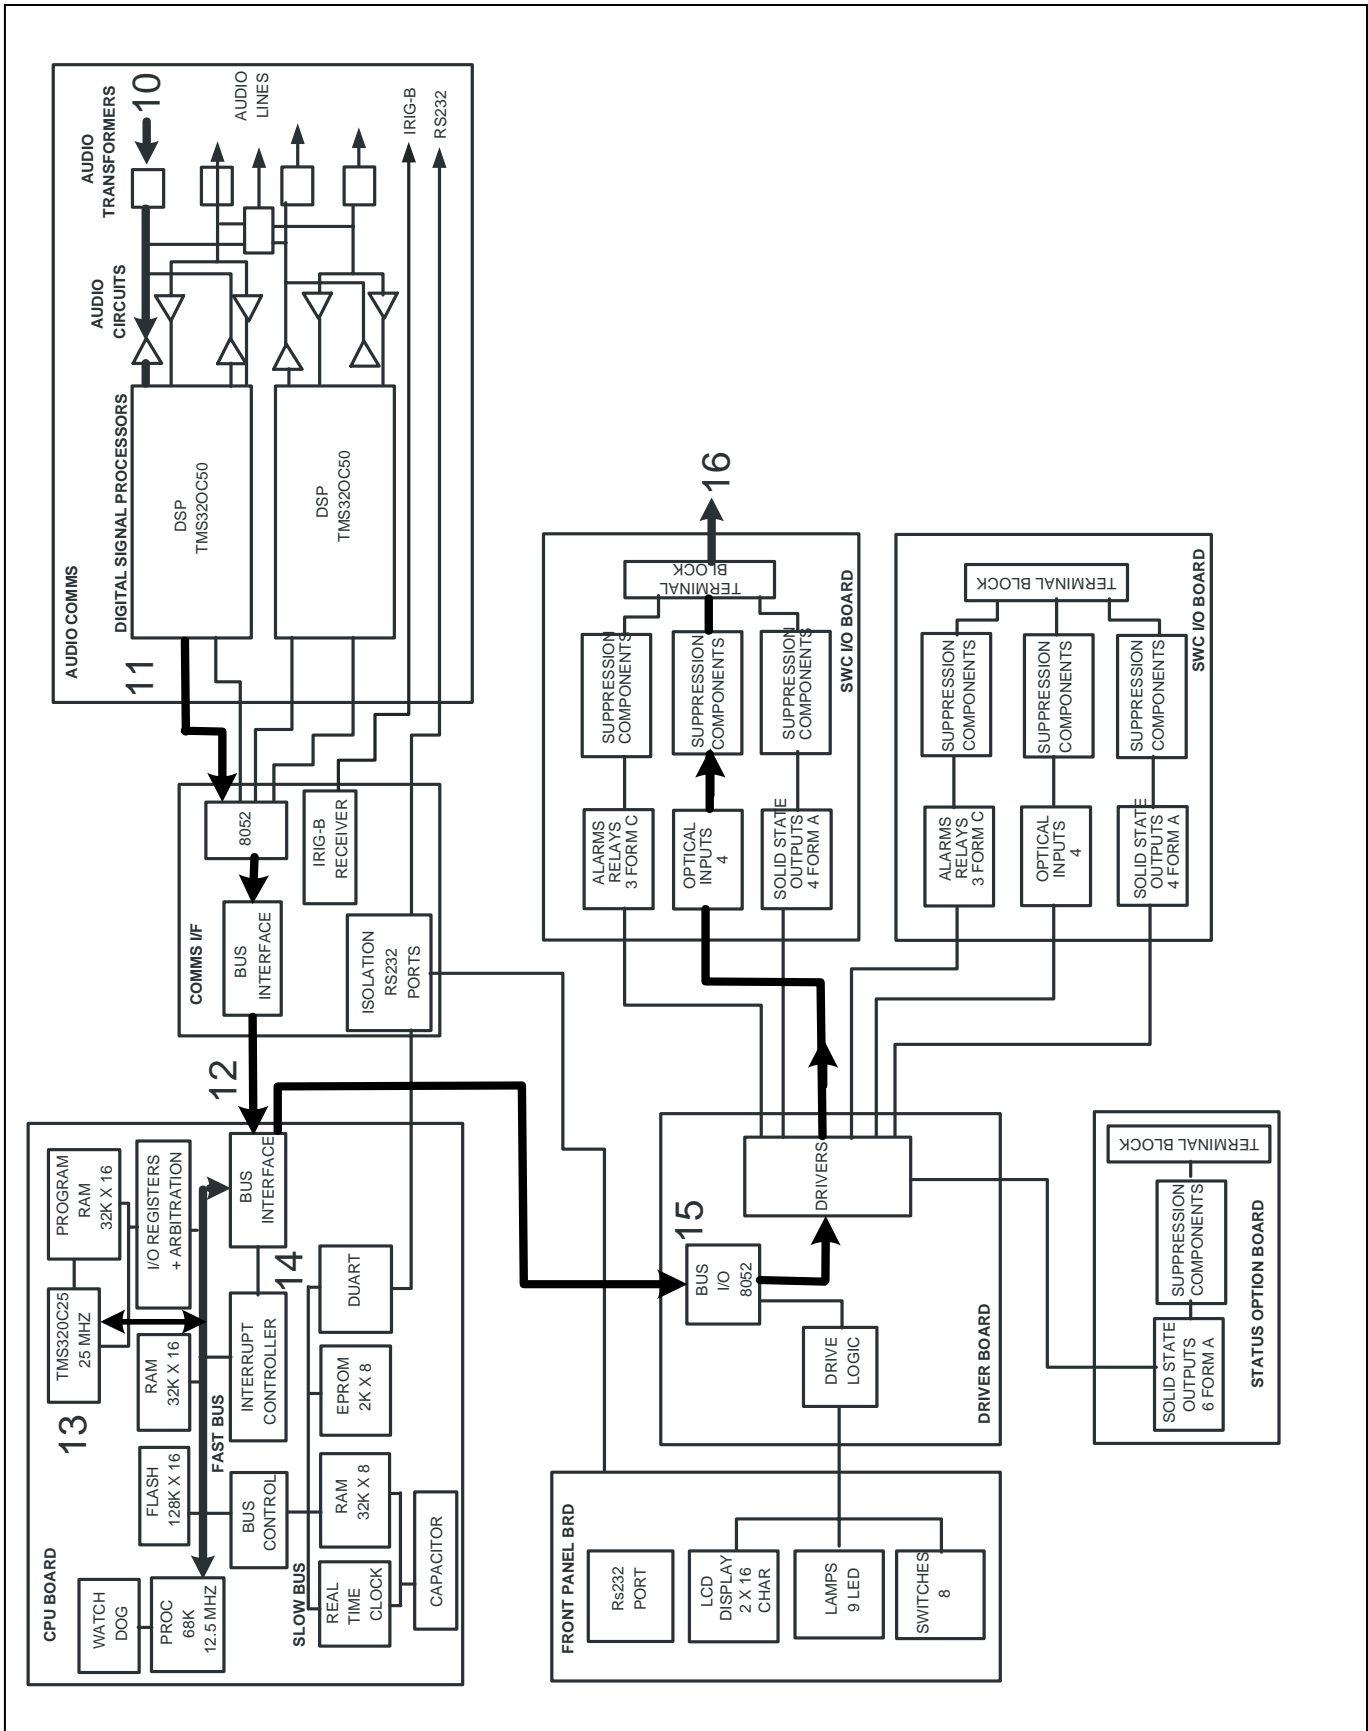 AUDIO COMMS
AUDIO
TRANSFORMERS
10
AUDIO
LINES
IRIG-B
RS232
AUDIO
CIRCUITS
DIGITAL SIGNAL PROCESSORS
DSP
TMS32OC50
DSP
TMS32OC50
11
COMMS I/F
8052
BUS
INTERFACE
IRIG-B
RECEIVER
ISOLATION
RS232
PORTS
12
CPU BOARD
PROGRAM
RAM
32K X 16
I/O REGISTERS
+ ARBITRATION
BUS
INTERFACE
TMS320C25
25 MHZ
13
14
RAM
32K X 16
INTERRUPT
CONTROLLER
DUART
FAST BUS
EPROM
2K X 8
FLASH
128K X 16
BUS
CONTROL
RAM
32K X 8
SLOW BUS
WATCH
DOG
PROC
68K
12.5 MHZ
REAL
TIME
CLOCK
CAPACITOR
16
SWC I/O BOARD
TERMINAL
BLOCK
SUPPRESSION
COMPONENTS
SUPPRESSION
COMPONENTS
SUPPRESSION
COMPONENTS
ALARMS
RELAYS
3 FORM C
OPTICAL
INPUTS
4
SOLID STATE
OUTPUTS
4 FORM A
SWC I/O BOARD
TERMINAL BLOCK
SUPPRESSION
COMPONENTS
SUPPRESSION
COMPONENTS
SUPPRESSION
COMPONENTS
ALARMS
RELAYS
3 FORM C
OPTICAL
INPUTS
4
SOLID STATE
OUTPUTS
4 FORM A
DRIVER BOARD
DRIVERS
15
BUS
I/O
8052
DRIVE
LOGIC
STATUS OPTION BOARD
TERMINAL BLOCK
SUPPRESSION
COMPONENTS
SOLID STATE
OUTPUTS
6 FORM A
FRONT PANEL BRD
Rs232
PORT
LCD
DISPLAY
2 X 16
CHAR
LAMPS
9 LED
SWITCHES
8